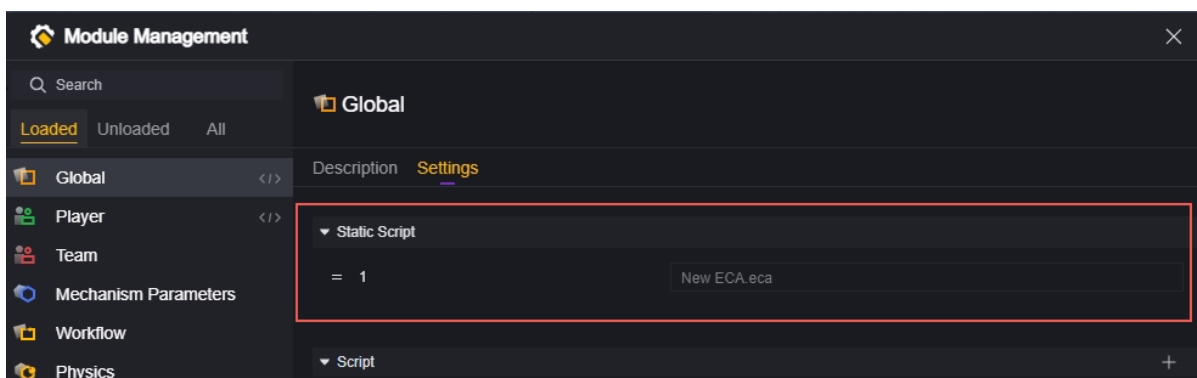 Module Management
Search
Loaded Unloaded All
Global </>
Player </>
Team
Mechanism Parameters
Workflow
Physics
Global
Description Settings
Static Script
= 1 New ECA.eca
Script +